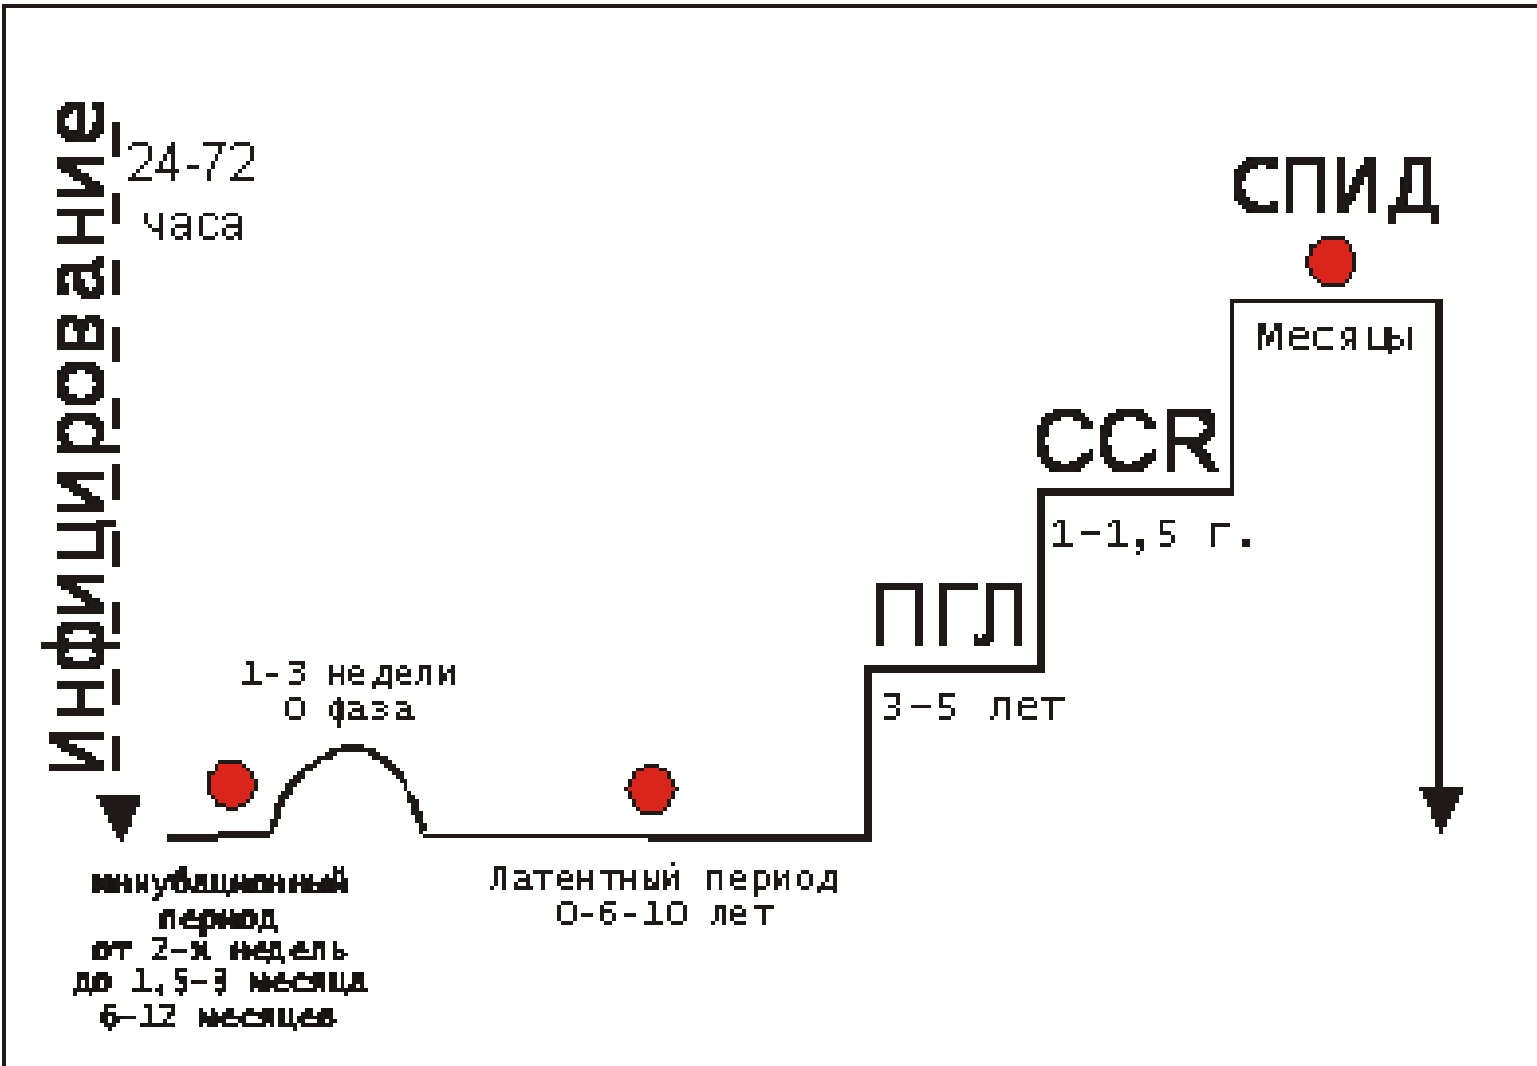 Инфицирование
24-72
часа
СПИД
Месяцы
CCR
1-1,5 г.
ПГЛ
3-5 лет
1-3 недели
0 фаза
Латентный период
0-6-10 лет
инкубационный
период
от 2-х недель
до 1,5-3 месяца
6-12 месяцев